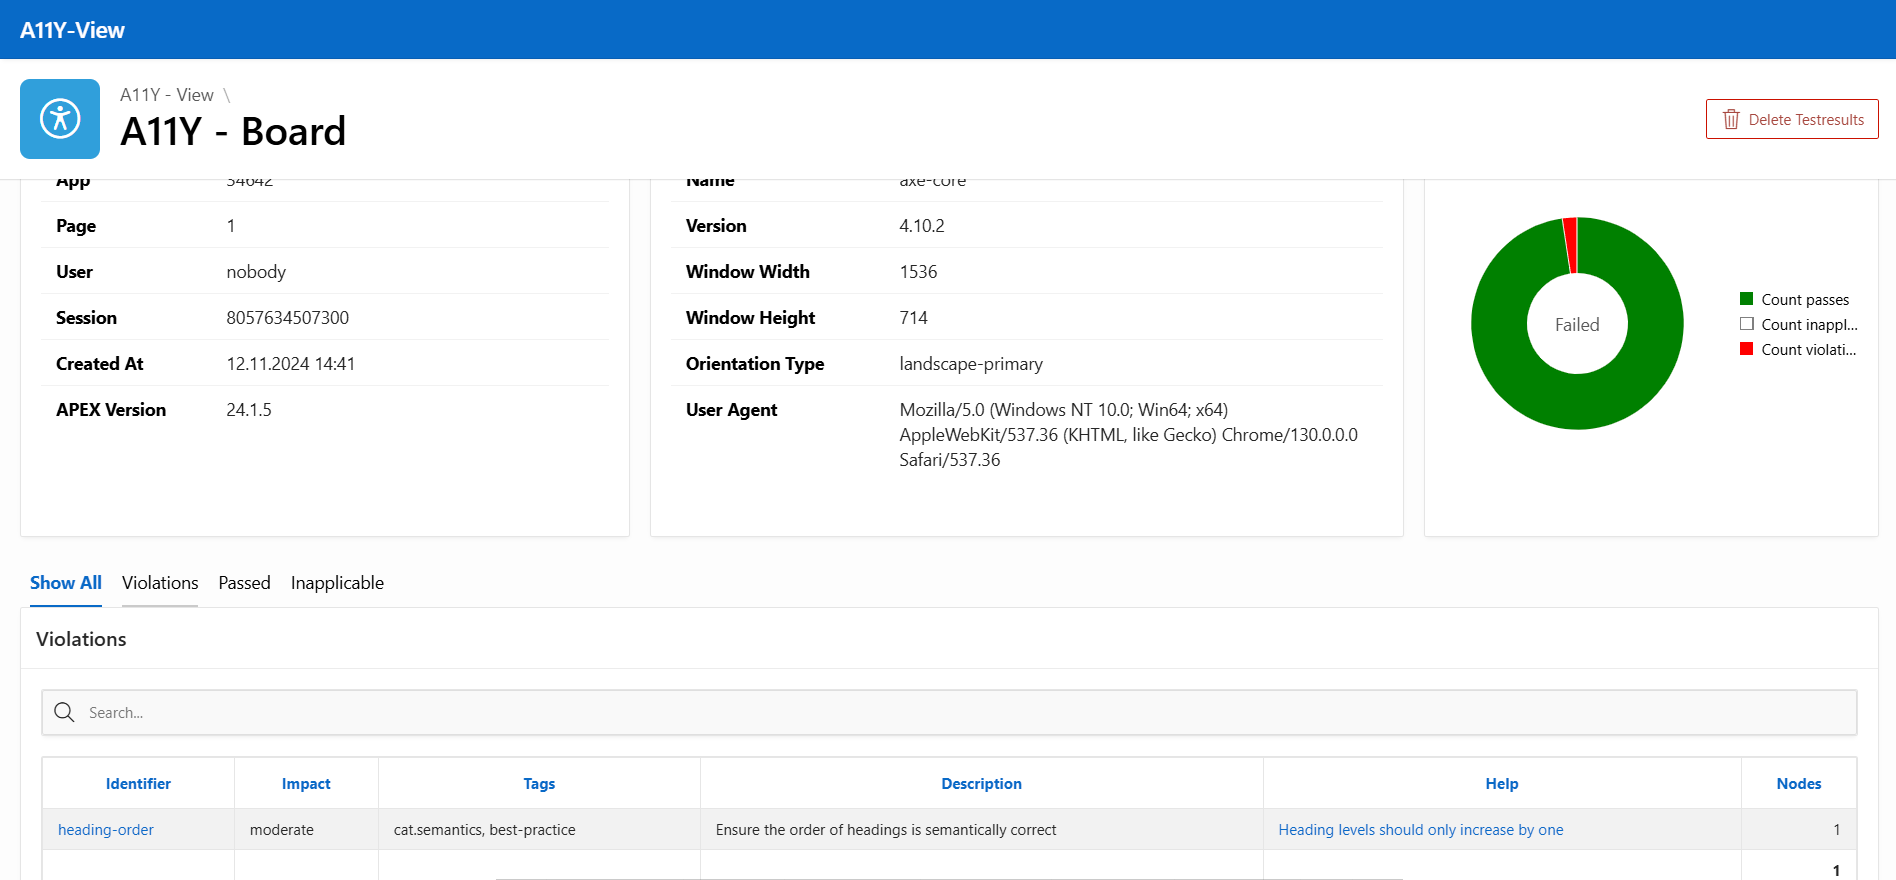 A11Y-View
A11Y - View \
A11Y - Board
Delete Testresults
App 34642
Page 1
User nobody
Session 8057634507300
Created At 12.11.2024 14:41
APEX Version 24.1.5
Name axe-core
Version 4.10.2
Window Width 1536
Window Height 714
Orientation Type landscape-primary
User Agent Mozilla/5.0 (Windows NT 10.0; Win64; x64)
AppleWebKit/537.36 (KHTML, like Gecko) Chrome/130.0.0.0
Safari/537.36
Failed
Count passes
Count inappl...
Count violati...
Show All Violations Passed Inapplicable
Violations
Search...
Identifier Impact Tags Description Help Nodes
heading-order moderate cat.semantics, best-practice Ensure the order of headings is semantically correct Heading levels should only increase by one 1
1